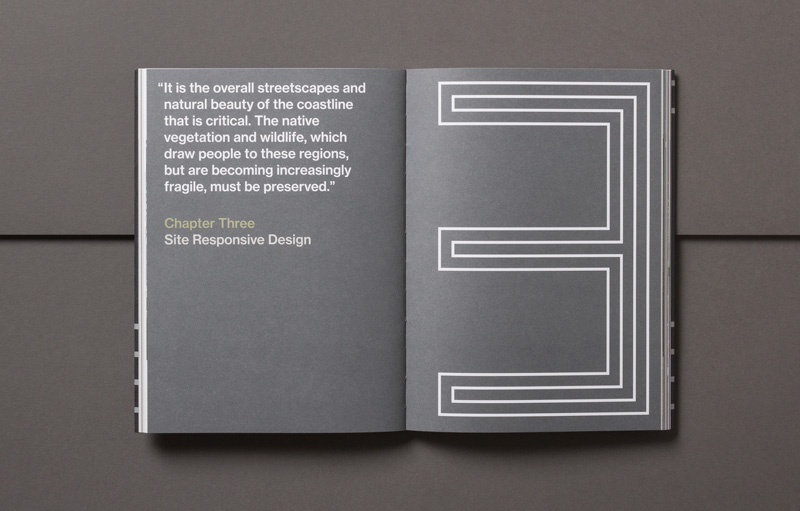 “It is the overall streetscapes and
natural beauty of the coastline
that is critical. The native
vegetation and wildlife, which
draw people to these regions,
but are becoming increasingly
fragile, must be preserved.”
Chapter Three
Site Responsive Design
3